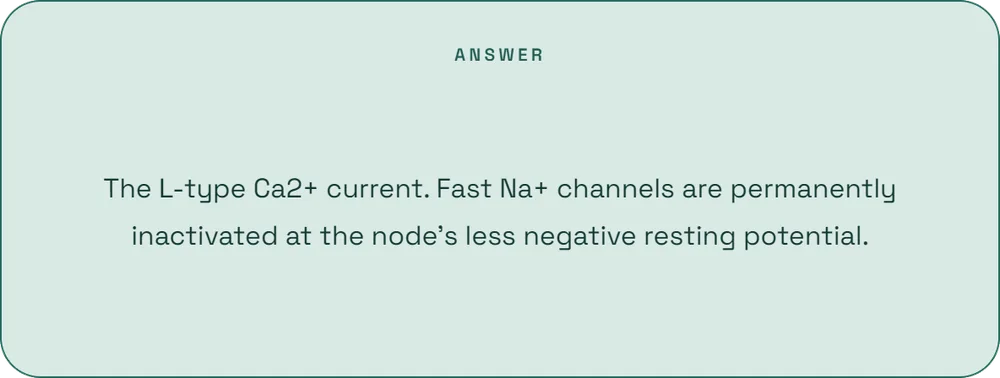 ANSWER
The L-type Ca2+ current. Fast Na+ channels are permanently
inactivated at the node’s less negative resting potential.